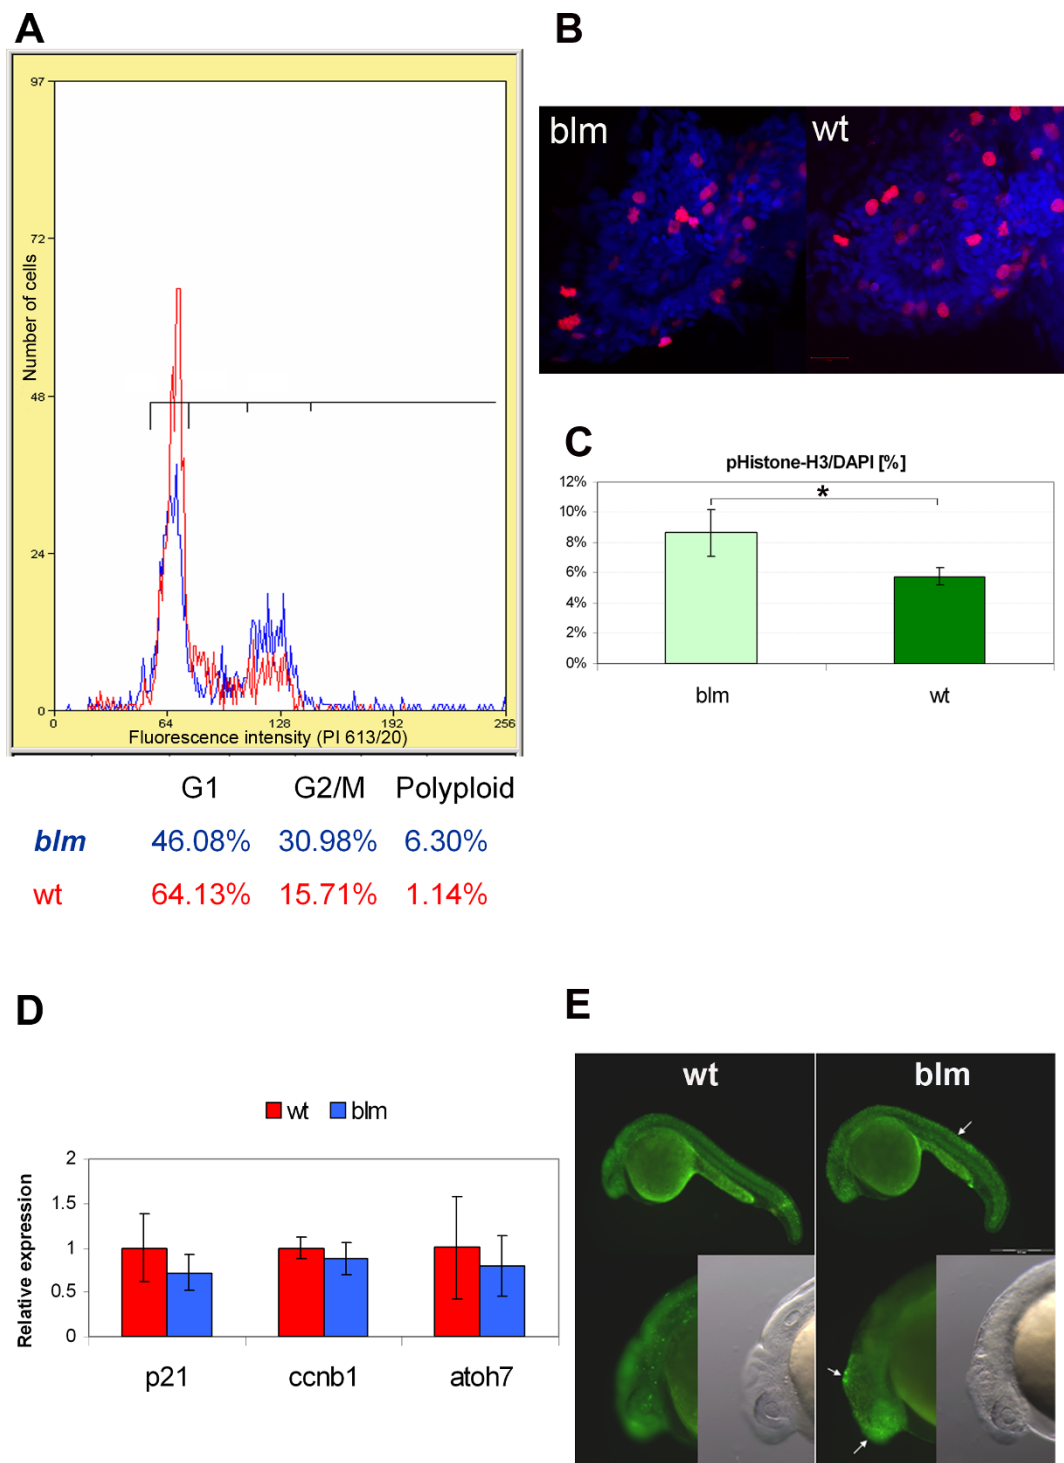 A
97
72
48
24
0
Number of cells
0 64 128 192 256
Fluorescence intensity (PI 613/20)
G1 G2/M Polyploid
blm 46.08% 30.98% 6.30%
wt 64.13% 15.71% 1.14%
B
blm wt
C
pHistone-H3/DAPI [%]
12%
10%
8%
6%
4%
2%
0%
*
blm wt
D
wt blm
Relative expression
2
1.5
1
0.5
0
p21 ccnb1 atoh7
E
wt blm